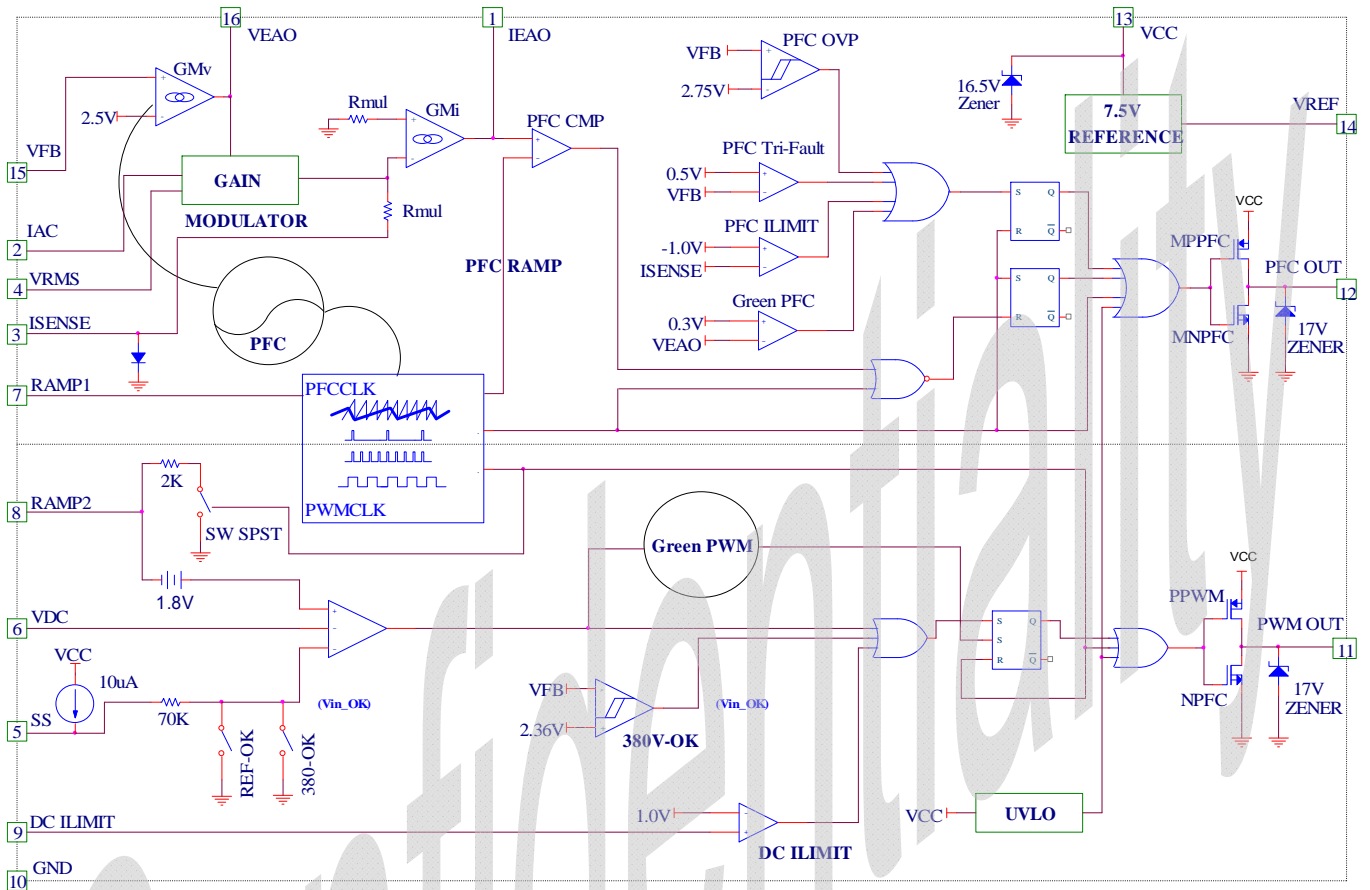 16
VEAO
1
IEAO
13
VCC
GMv
2.5V
VFB
15
GAIN
MODULATOR
Rmul
GMi
PFC CMP
Rmul
PFC OVP
VFB
2.75V
PFC Tri-Fault
0.5V
VFB
PFC ILIMIT
-1.0V
ISENSE
Green PFC
0.3V
VEAO
16.5V
Zener
7.5V
REFERENCE
VREF
14
IAC
2
VRMS
4
ISENSE
3
PFC
PFC RAMP
S
Q
R
Q
S
Q
R
Q
VCC
MPPFC
PFC OUT
12
MNPFC
17V
ZENER
7
RAMP1
PFCCLK
PWMCLK
8
RAMP2
2K
SW SPST
1.8V
Green PWM
6
VDC
VCC
10uA
SS
5
70K
REF-OK
380-OK
(Vin_OK)
VFB
2.36V
380V-OK
(Vin_OK)
S
Q
S
R
Q
VCC
PPWM
PWM OUT
11
NPFC
17V
ZENER
9
DC ILIMIT
1.0V
DC ILIMIT
VCC
UVLO
GND
10
confidentiality